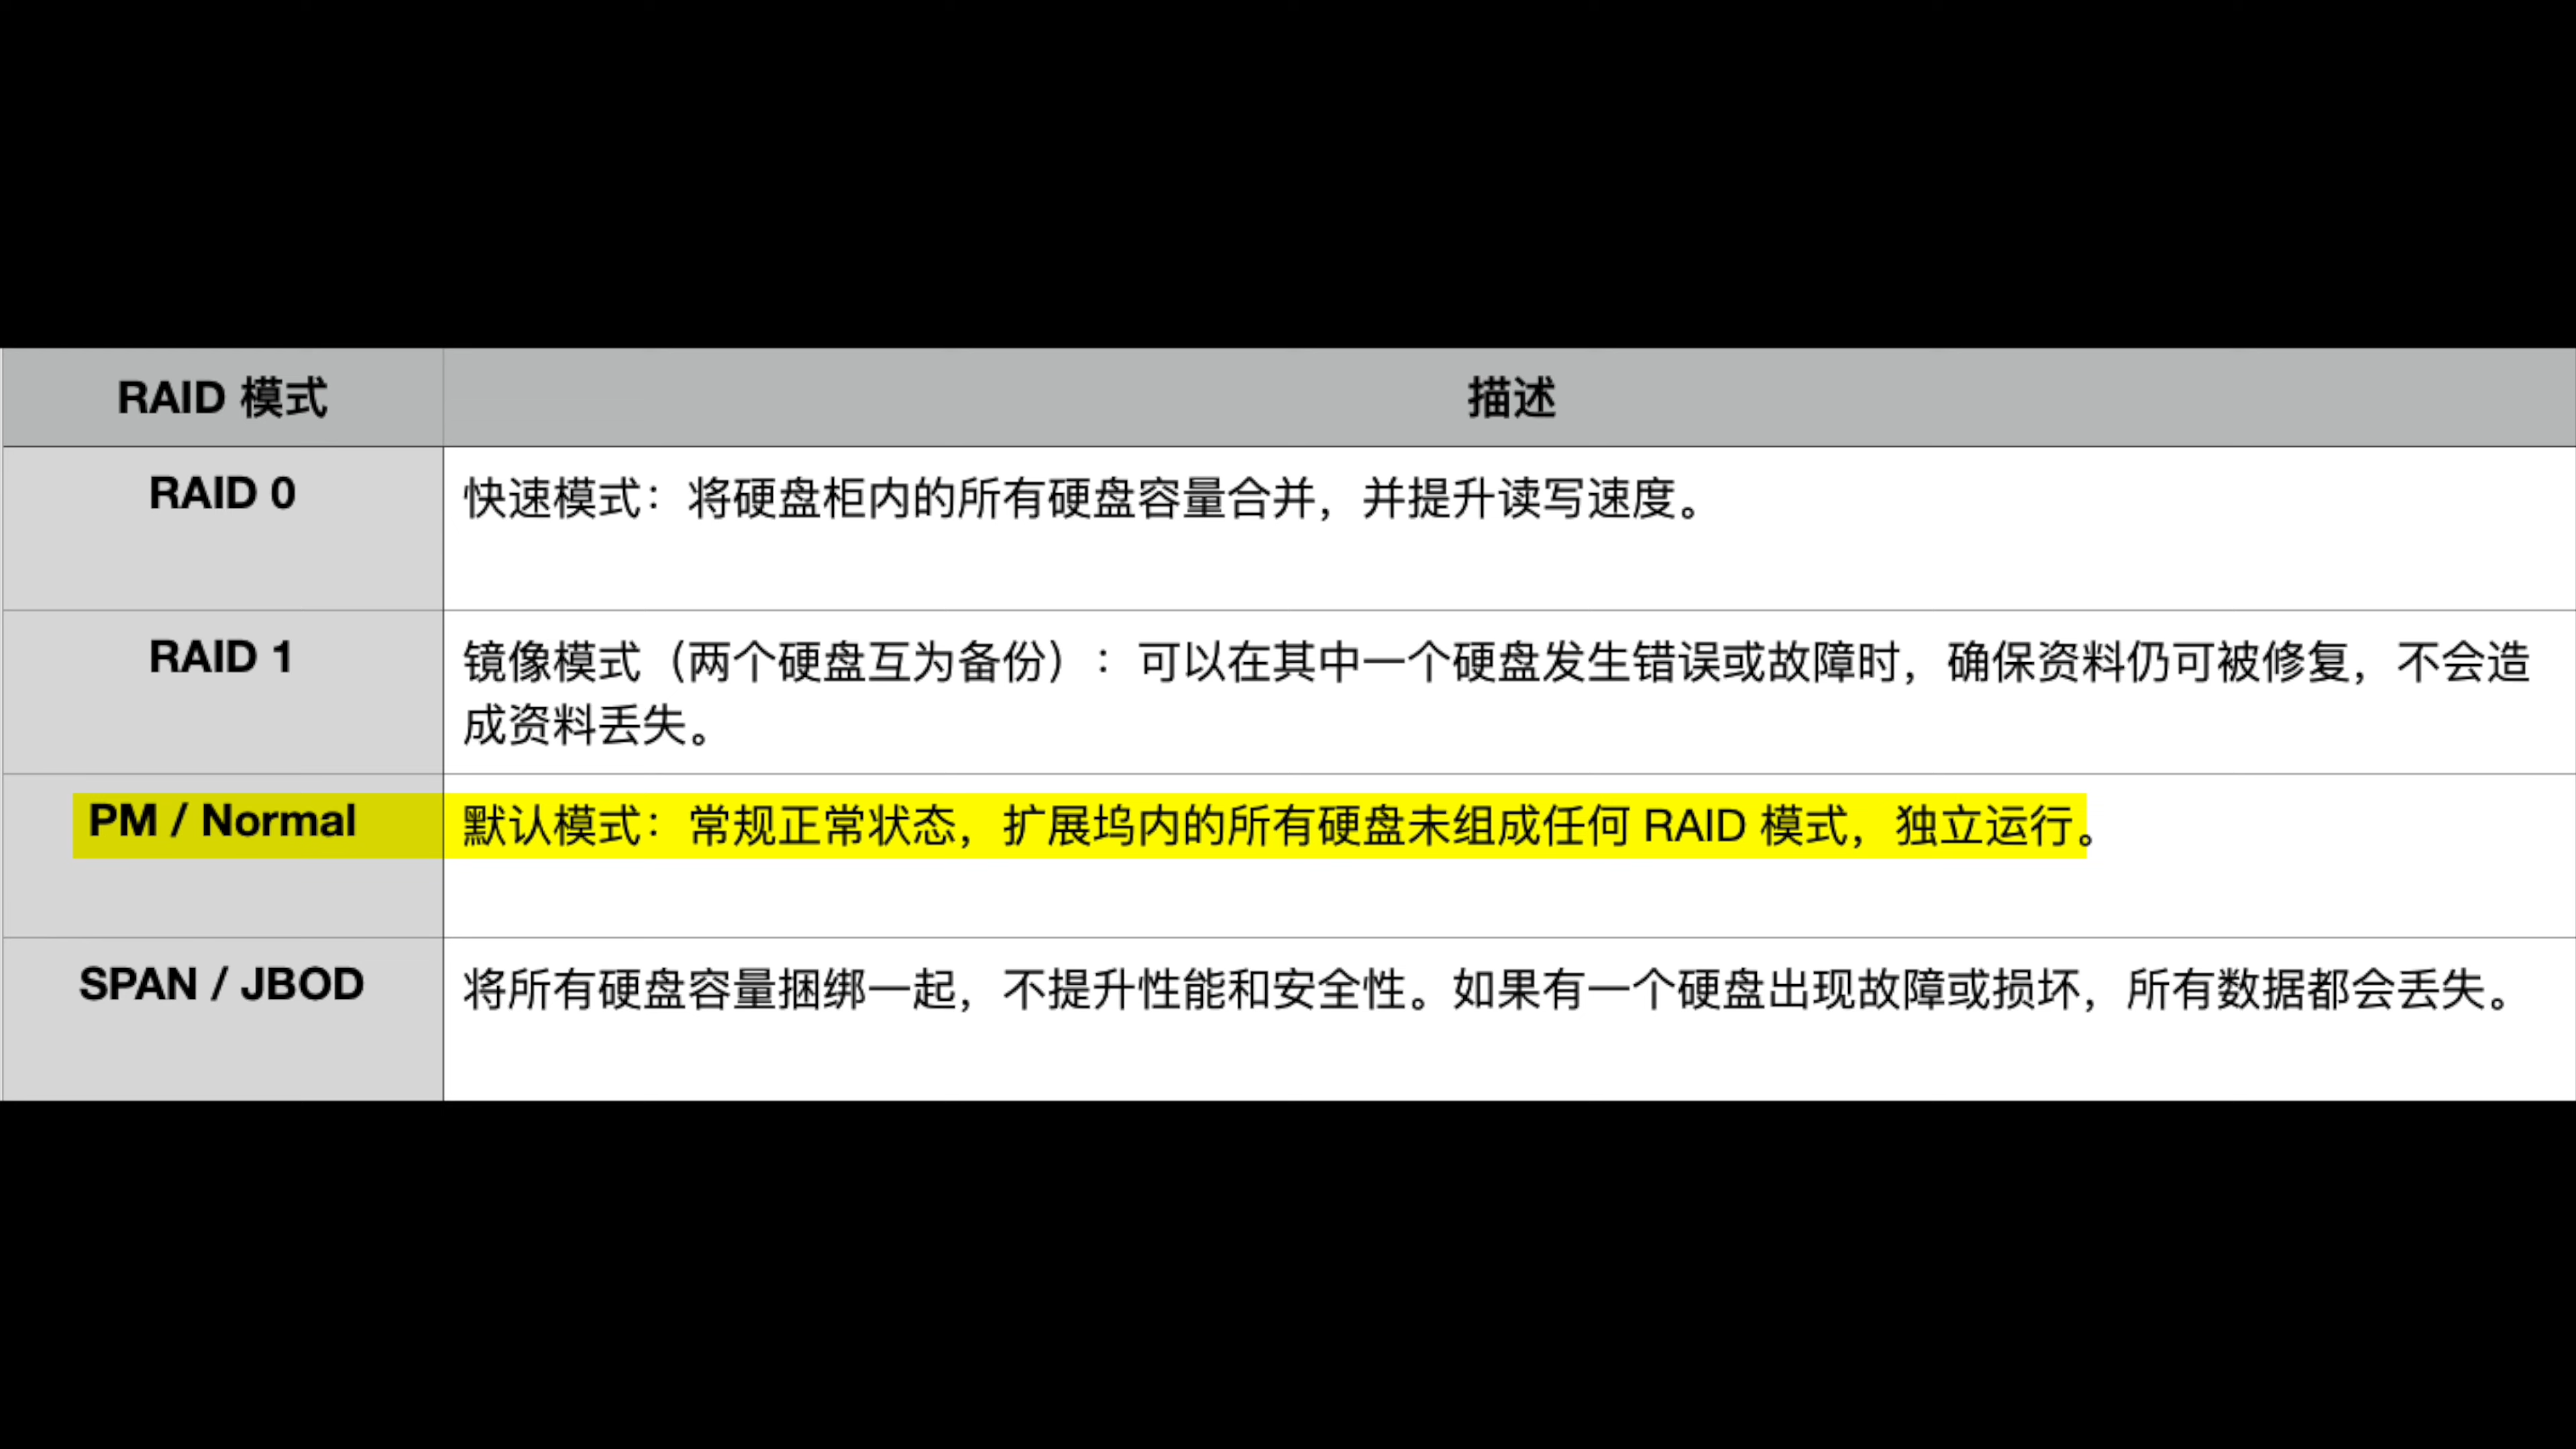 RAID 模式
描述
RAID 0
快速模式：将硬盘柜内的所有硬盘容量合并，并提升读写速度。
RAID 1
镜像模式（两个硬盘互为备份）：可以在其中一个硬盘发生错误或故障时，确保资料仍可被修复，不会造
成资料丢失。
PM / Normal
默认模式：常规正常状态，扩展坞内的所有硬盘未组成任何 RAID 模式，独立运行。
SPAN / JBOD
将所有硬盘容量捆绑一起，不提升性能和安全性。如果有一个硬盘出现故障或损坏，所有数据都会丢失。